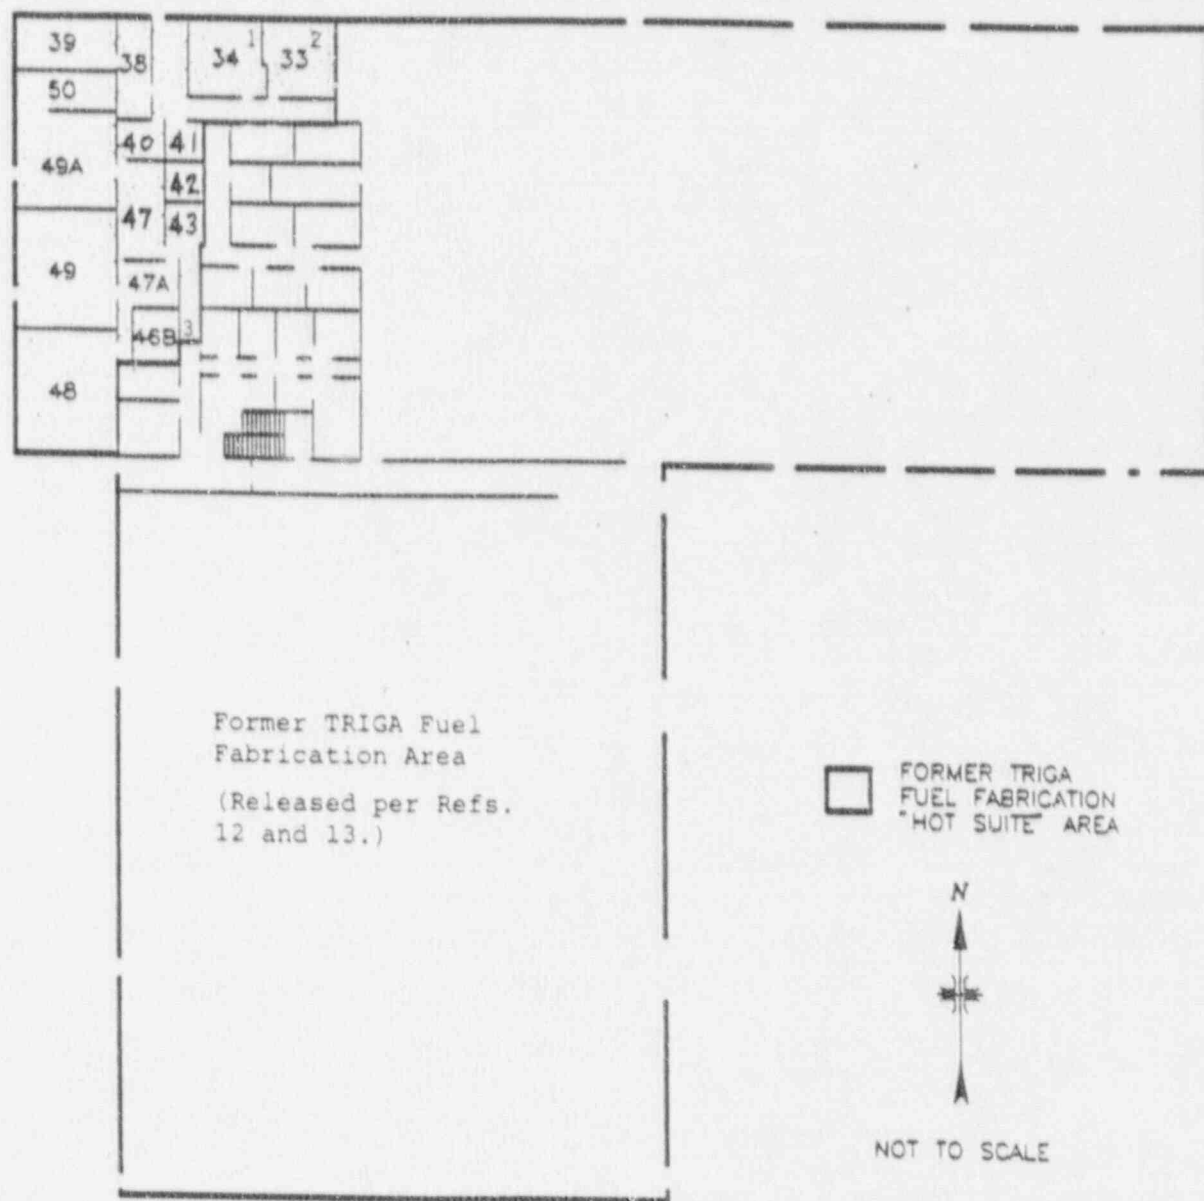 39
38
34 1
33 2
50
40
41
49A
42
47
43
49
47A
46B 3
48
Former TRIGA Fuel
Fabrication Area
(Released per Refs.
12 and 13.)
FORMER TRIGA
FUEL FABRICATION
"HOT SUITE" AREA
N
NOT TO SCALE